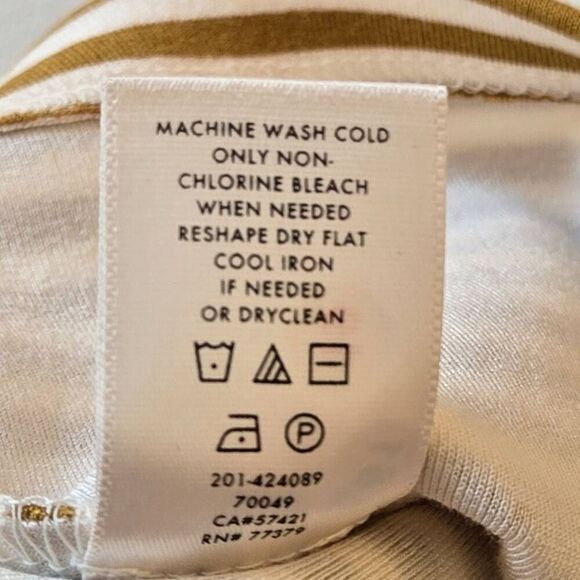 MACHINE WASH COLD
ONLY NON-
CHLORINE BLEACH
WHEN NEEDED
RESHAPE DRY FLAT
COOL IRON
IF NEEDED
OR DRYCLEAN
P
201-424089
70049
CA#57421
RN# 77379